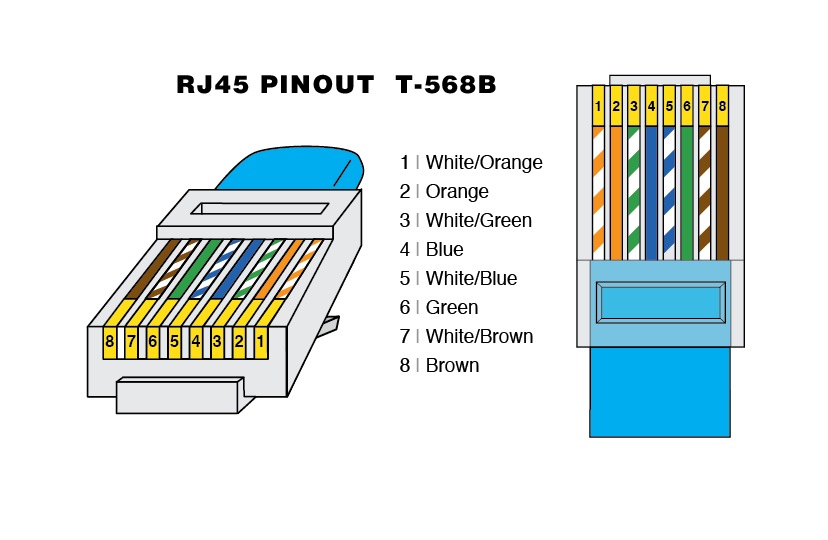 RJ45 PINOUT T-568B
1 | White/Orange
2 | Orange
3 | White/Green
4 | Blue
5 | White/Blue
6 | Green
7 | White/Brown
8 | Brown
8 7 6 5 4 3 2 1
1 2 3 4 5 6 7 8